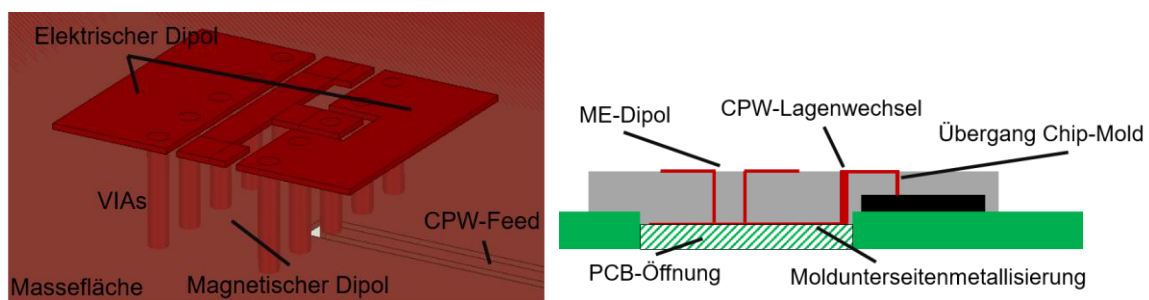 Elektrischer Dipol
VIAs
CPW-Feed
Massefläche
Magnetischer Dipol
ME-Dipol
CPW-Lagenwechsel
Übergang Chip-Mold
PCB-Öffnung
Moldunterseitenmetallisierung